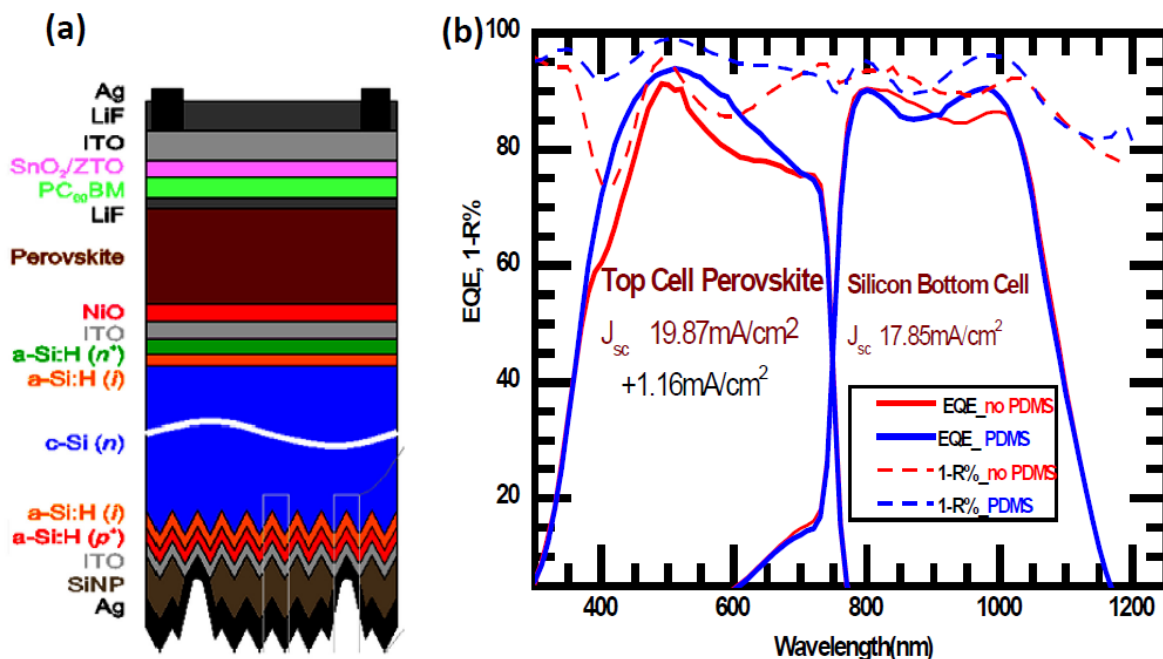 (a)
Ag
LiF
ITO
SnO₂/ZTO
PC₆₀BM
LiF
Perovskite
NiO
ITO
a-Si:H (n⁺)
a-Si:H (i)
c-Si (n)
a-Si:H (i)
a-Si:H (p⁺)
ITO
SiNP
Ag
(b)
100
80
60
40
20
EQE, 1-R%
Top Cell Perovskite
Jsc 19.87mA/cm²
+1.16mA/cm²
Silicon Bottom Cell
Jsc 17.85mA/cm²
EQE_no PDMS
EQE_ PDMS
1-R%_no PDMS
1-R%_PDMS
400 600 800 1000 1200
Wavelength(nm)